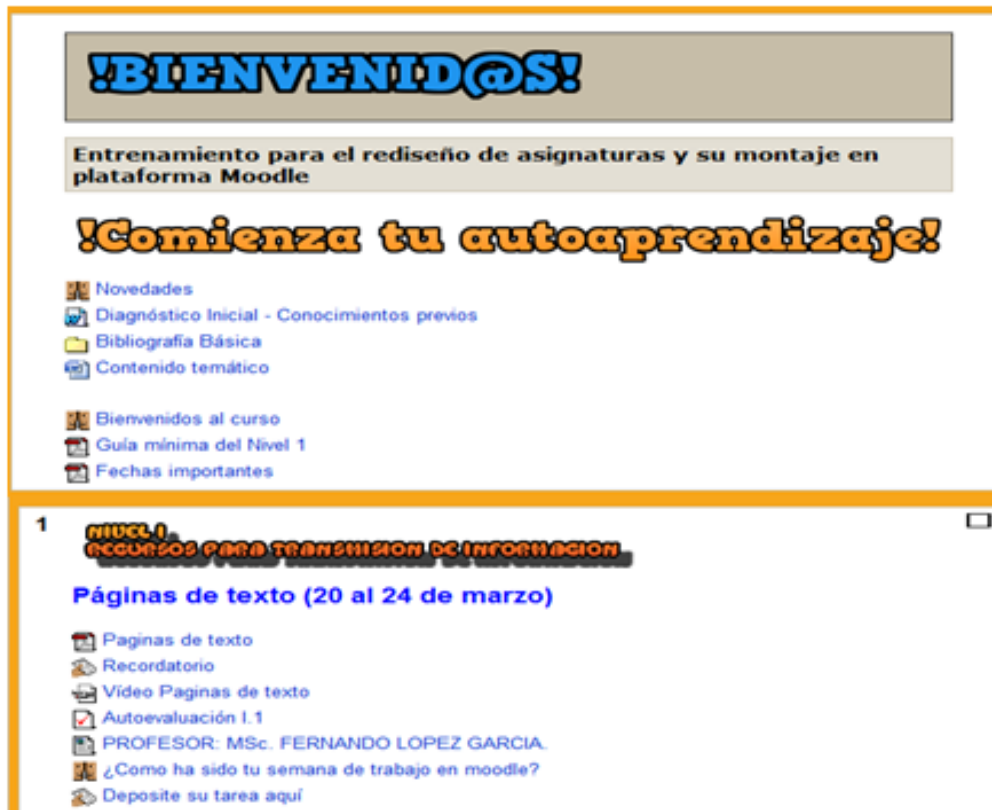 !BIENVENID@S!
Entrenamiento para el rediseño de asignaturas y su montaje en
plataforma Moodle
!Comienza tu autoaprendizaje!
Novedades
Diagnóstico Inicial - Conocimientos previos
Bibliografía Básica
Contenido temático
Bienvenidos al curso
Guía mínima del Nivel 1
Fechas importantes
1
NIVEL I.
RECURSOS PARA TRANSMISION DE INFORMACION
Páginas de texto (20 al 24 de marzo)
Paginas de texto
Recordatorio
Vídeo Paginas de texto
Autoevaluación I.1
PROFESOR: MSc. FERNANDO LOPEZ GARCIA.
¿Como ha sido tu semana de trabajo en moodle?
Deposite su tarea aquí